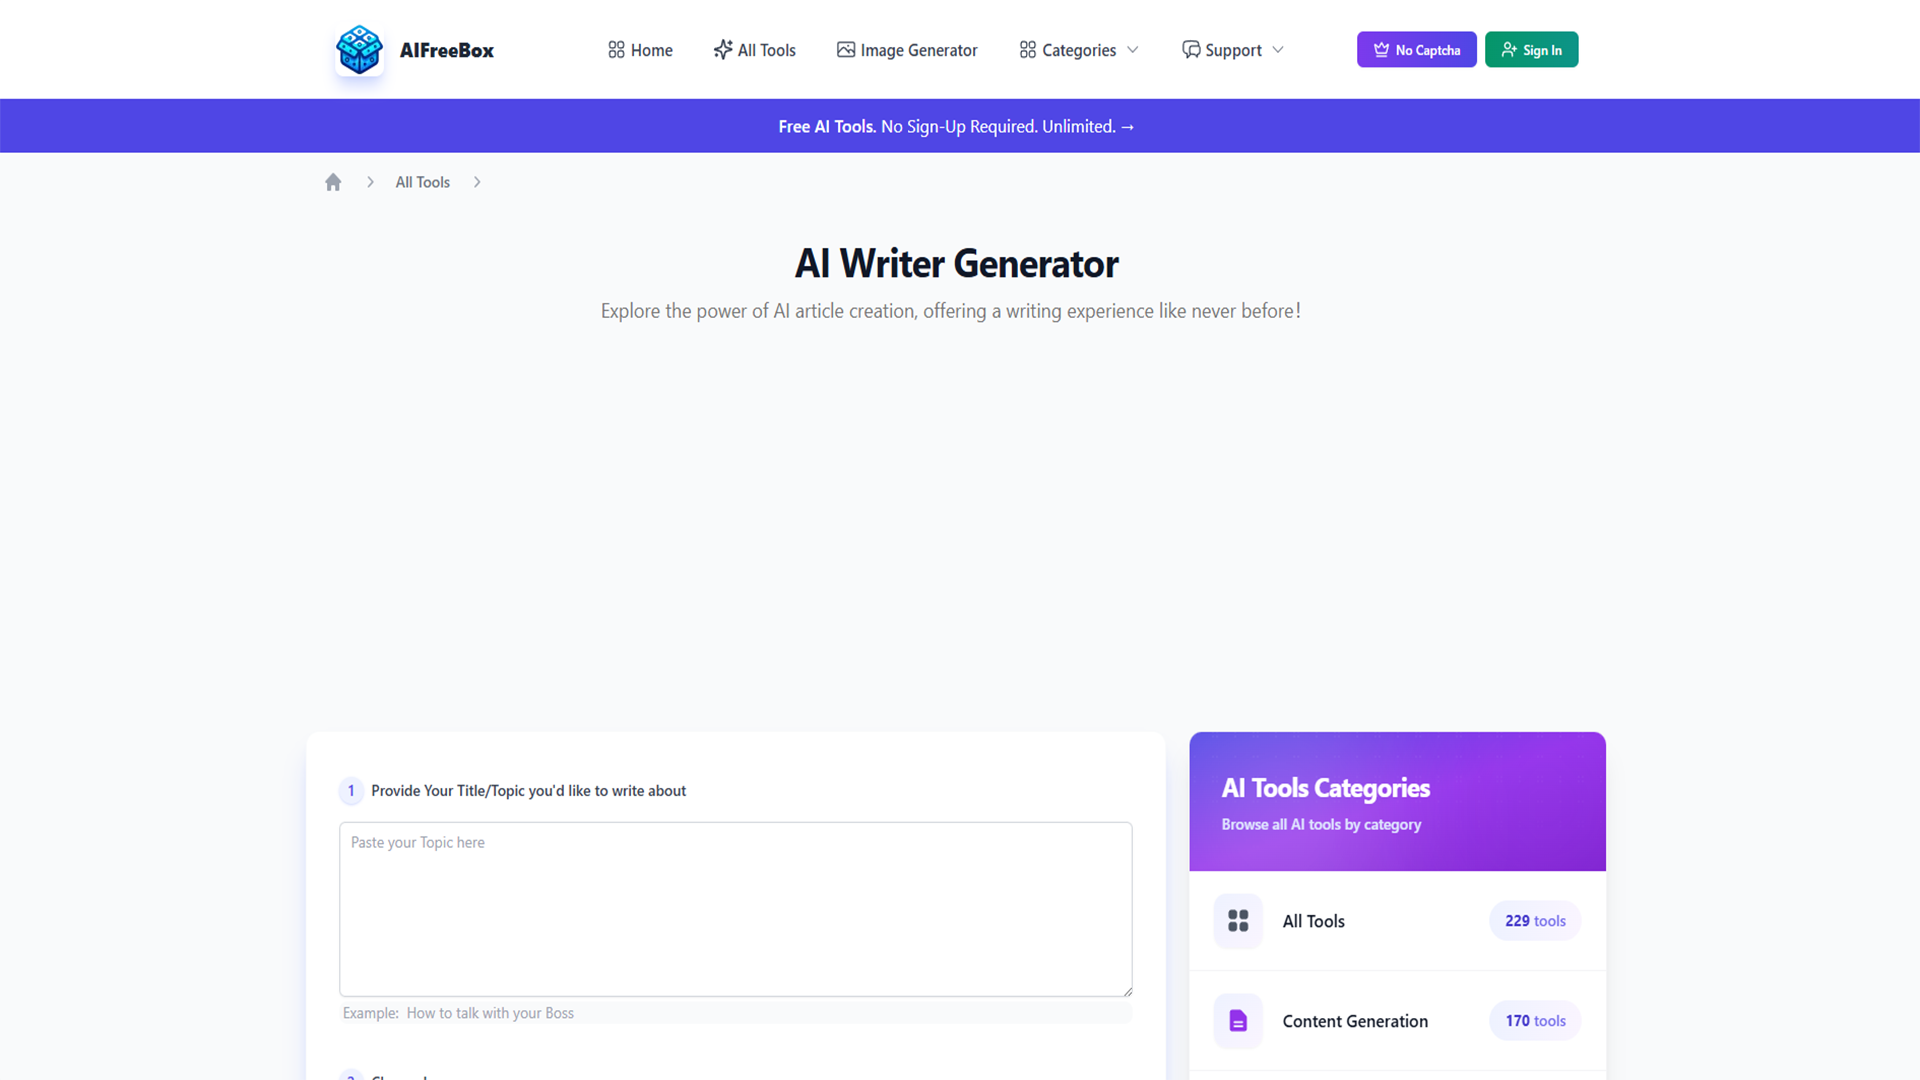 AIFreeBox
Home
All Tools
Image Generator
Categories
Support
No Captcha
Sign In
Free AI Tools. No Sign-Up Required. Unlimited. →
All Tools
AI Writer Generator
Explore the power of AI article creation, offering a writing experience like never before!
1 Provide Your Title/Topic you'd like to write about
Paste your Topic here
Example: How to talk with your Boss
AI Tools Categories
Browse all AI tools by category
All Tools
229 tools
Content Generation
170 tools